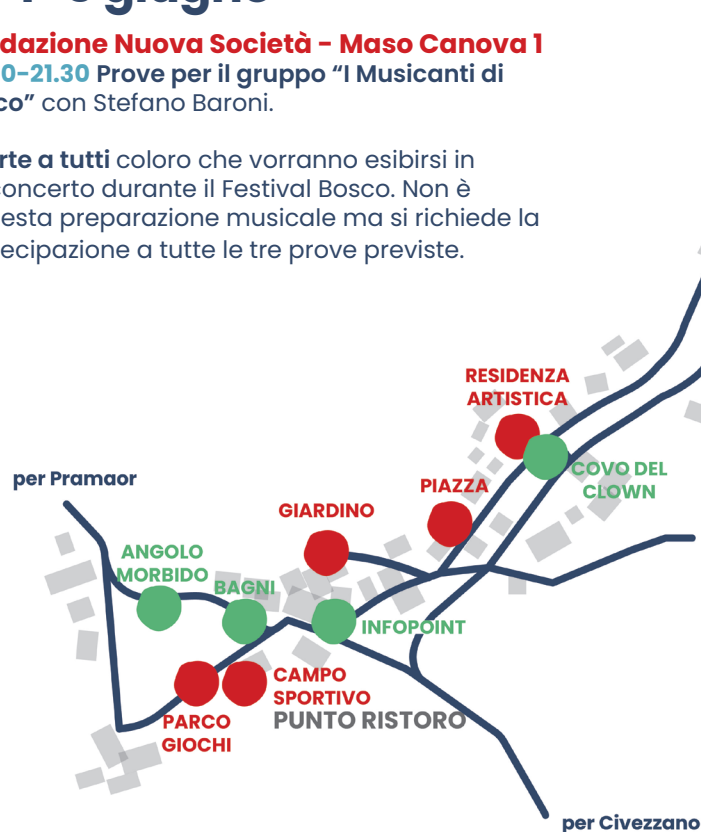 giugno
dazione Nuova Società – Maso Canova 1
0-21.30 Prove per il gruppo “I Musicanti di
co” con Stefano Baroni.
rte a tutti coloro che vorranno esibirsi in
concerto durante il Festival Bosco. Non è
esta preparazione musicale ma si richiede la
ecipazione a tutte le tre prove previste.
RESIDENZA
ARTISTICA
per Pramaor
PIAZZA
COVO DEL
CLOWN
GIARDINO
ANGOLO
MORBIDO
BAGNI
INFOPOINT
CAMPO
SPORTIVO
PUNTO RISTORO
PARCO
GIOCHI
per Civezzano